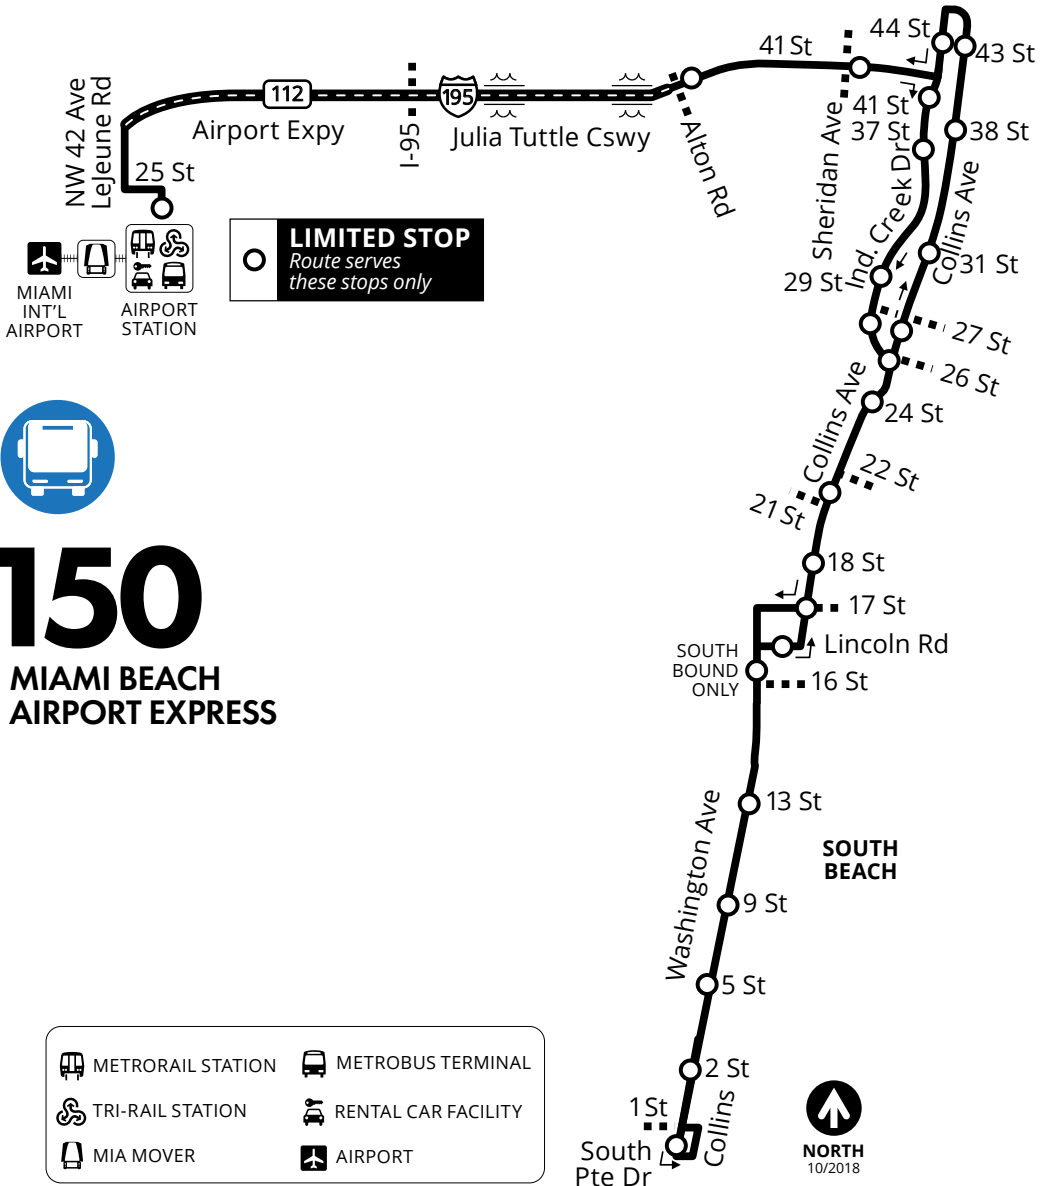 44 St
41 St
43 St
NW 42 Ave
LeJeune Rd
112
195
Airport Expy
I-95
Julia Tuttle Cswy
Alton Rd
Sheridan Ave
41 St
37 St
38 St
Ind. Creek Dr
Collins Ave
25 St
LIMITED STOP
Route serves
these stops only
31 St
29 St
MIAMI
INT'L
AIRPORT
AIRPORT
STATION
27 St
26 St
24 St
Collins Ave
22 St
21 St
18 St
17 St
Lincoln Rd
SOUTH
BOUND
ONLY
16 St
150
MIAMI BEACH
AIRPORT EXPRESS
13 St
Washington Ave
SOUTH
BEACH
9 St
5 St
2 St
1 St
Collins
South
Pte Dr
METRORAIL STATION
METROBUS TERMINAL
TRI-RAIL STATION
RENTAL CAR FACILITY
MIA MOVER
AIRPORT
NORTH
10/2018